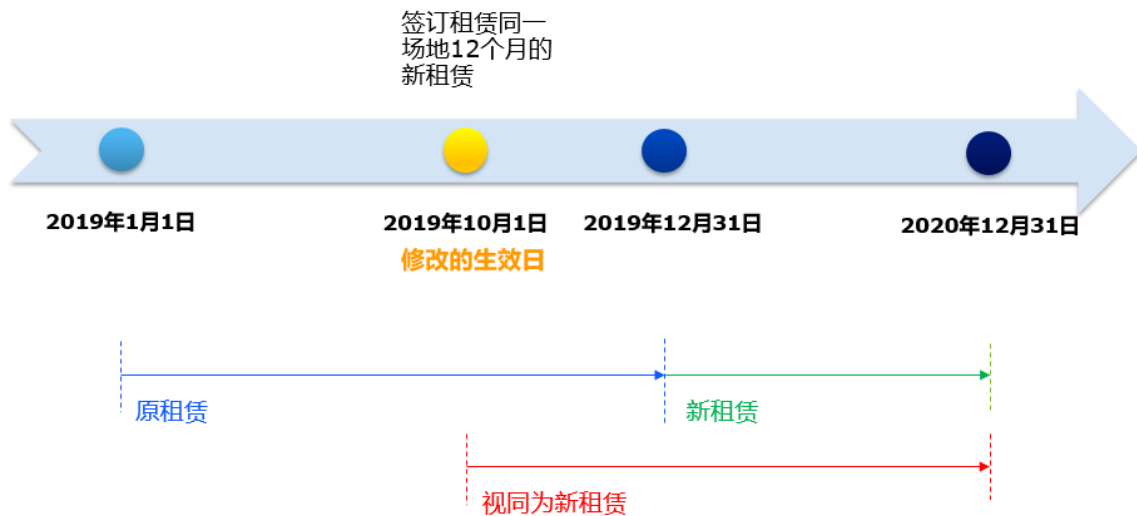 签订租赁同一
场地12个月的
新租赁
2019年1月1日
2019年10月1日
2019年12月31日
2020年12月31日
修改的生效日
原租赁
新租赁
视同为新租赁